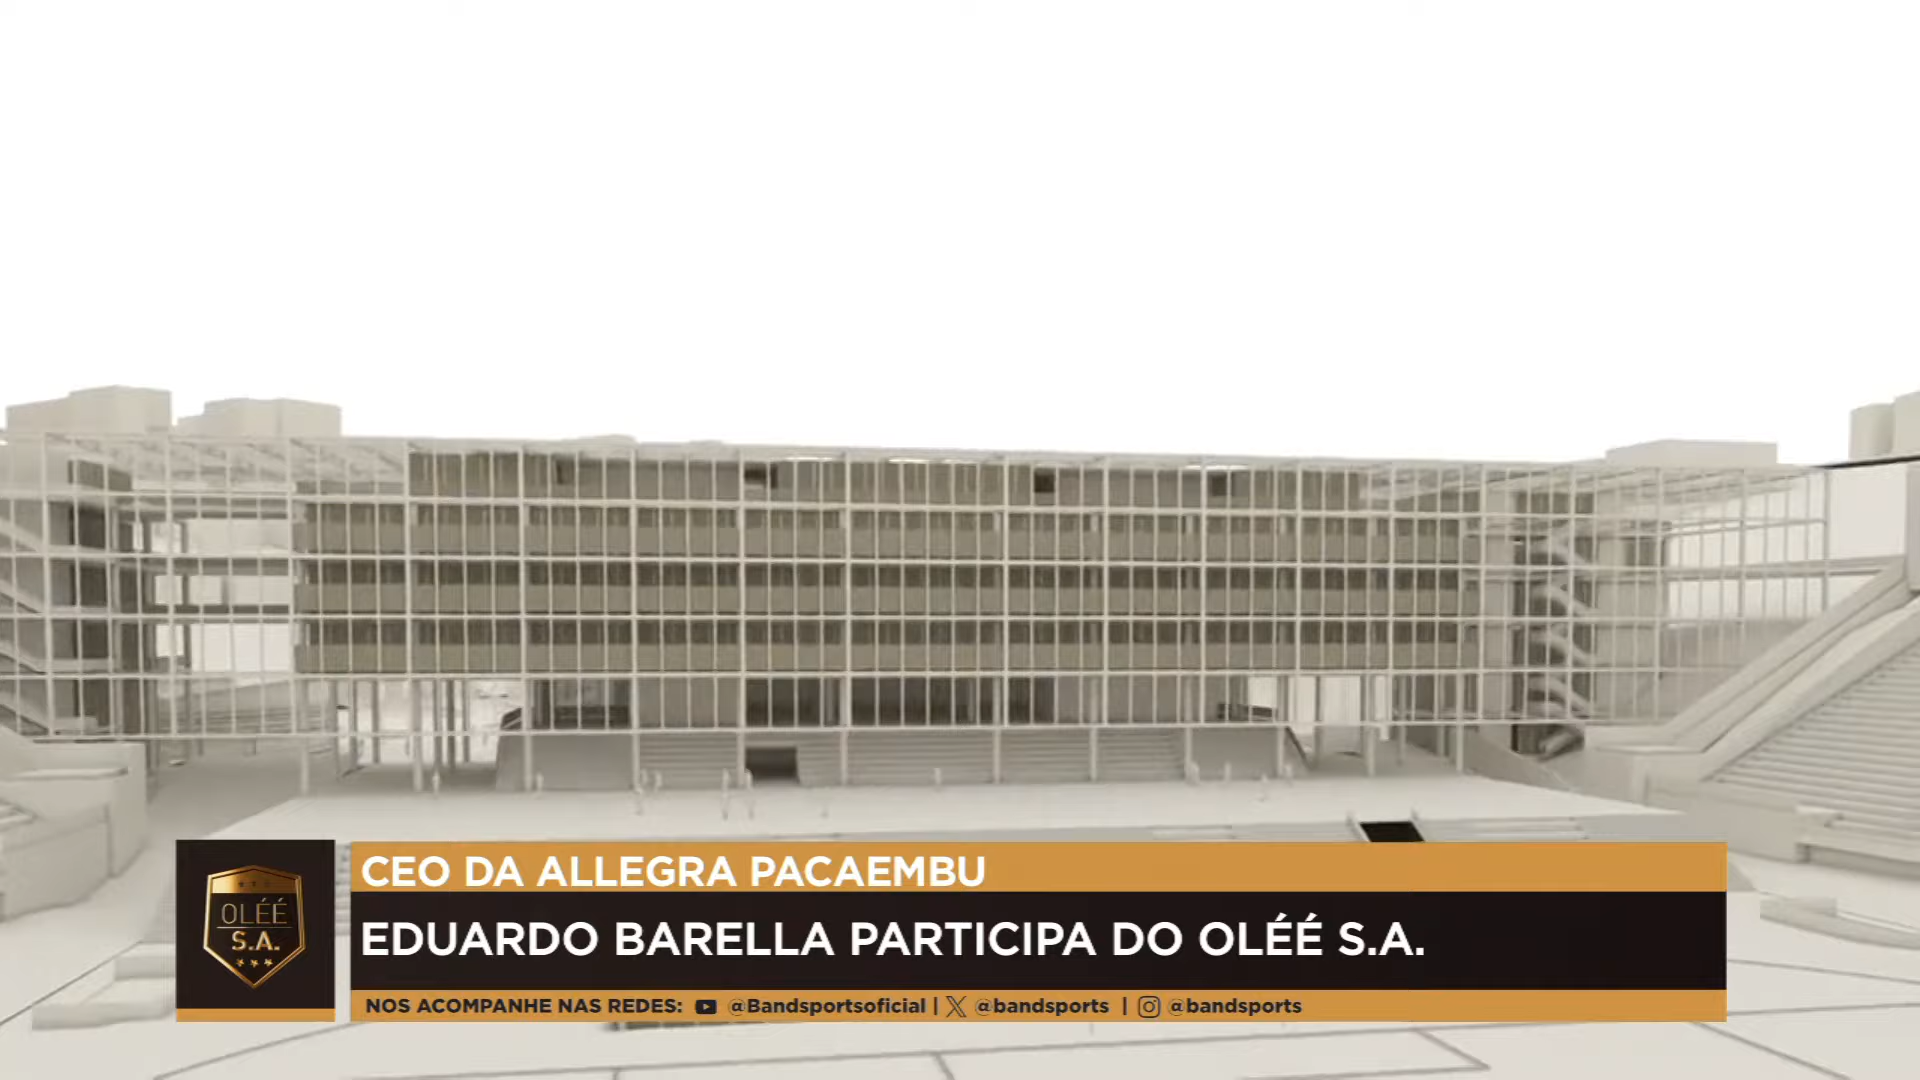 CEO DA ALLEGRA PACAEMBU
OLÉÉ
S.A.
EDUARDO BARELLA PARTICIPA DO OLÉÉ S.A.
NOS ACOMPANHE NAS REDES: @Bandsportsoficial | @bandsports | @bandsports